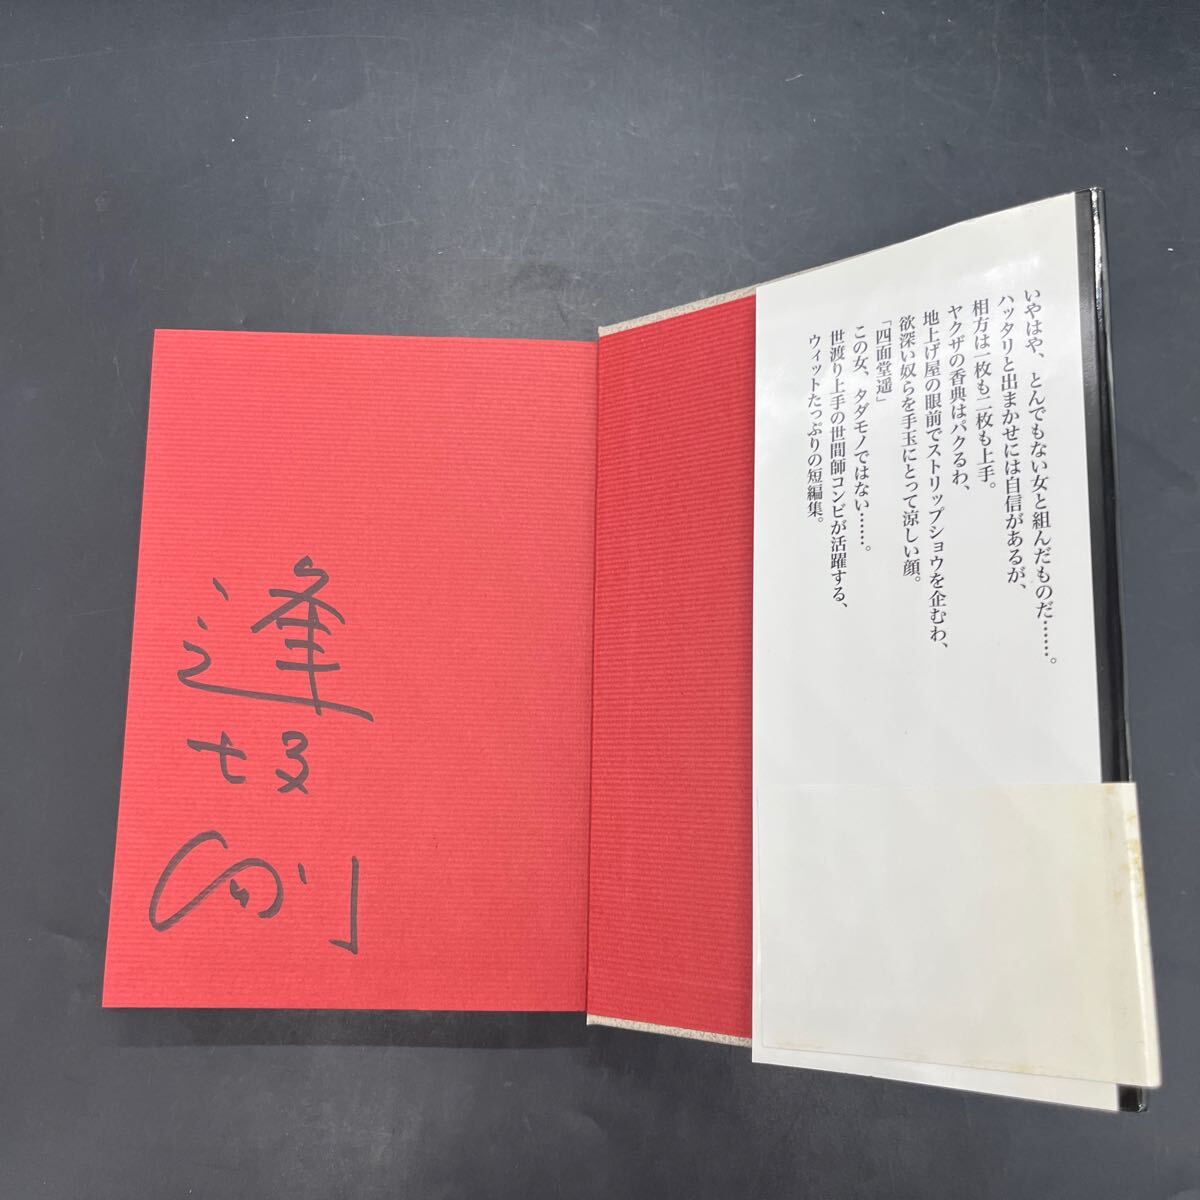 いやはや、とんでもない女と組んだものだ……。
ハッタリと出まかせには自信があるが、
相方は一枚も二枚も上手。
ヤクザの香典はパクるわ、
地上げ屋の眼前でストリップショウを企むわ、
欲深い奴らを手玉にとって涼しい顔。
「四面堂遥」
この女、タダモノではない……。
世渡り上手の世間師コンビが活躍する、
ウィットたっぷりの短編集。
逢坂
剛